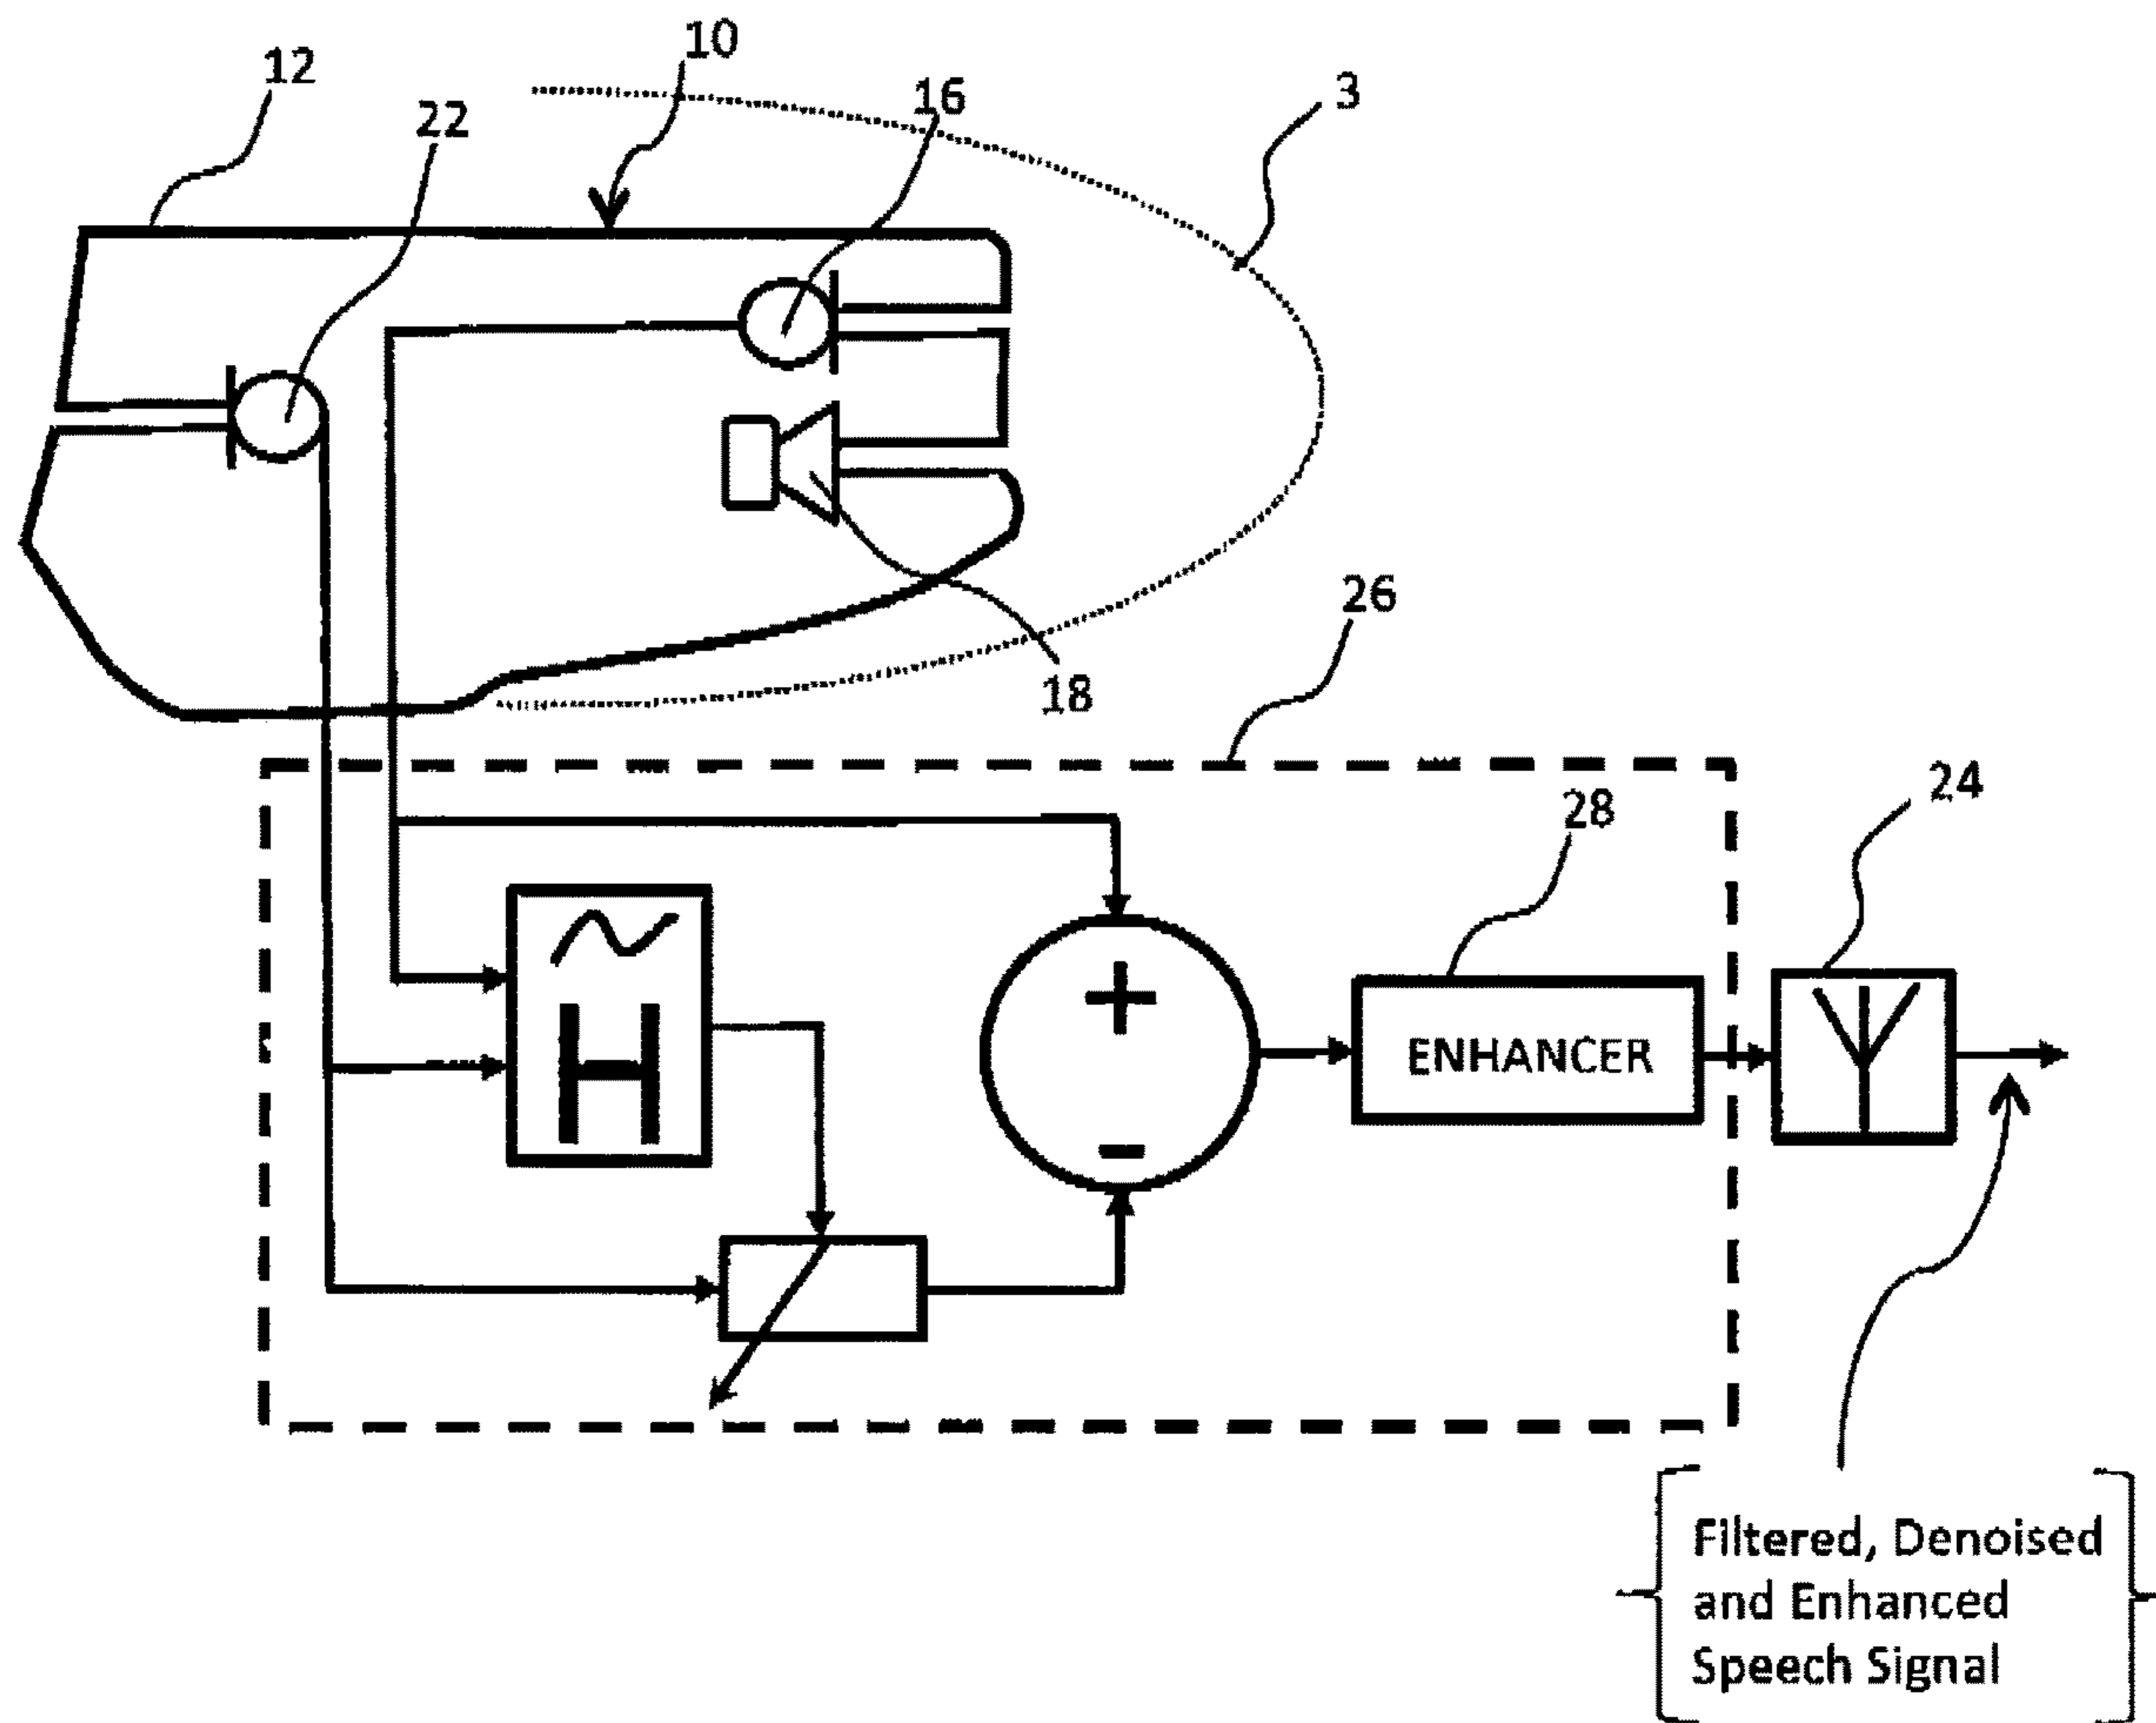 10
12
16
3
22
26
18
24
28
~
H
+
ENHANCER
-
Filtered, Denoised
and Enhanced
Speech Signal